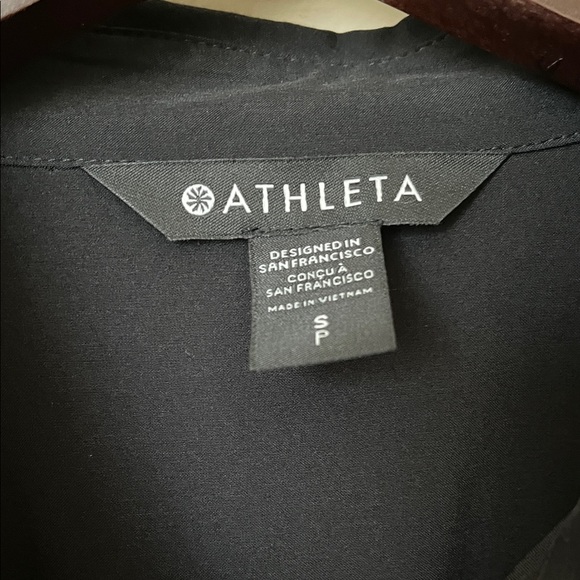 ATHLETA
DESIGNED IN
SAN FRANCISCO
CONÇU À
SAN FRANCISCO
MADE IN VIETNAM
S
P